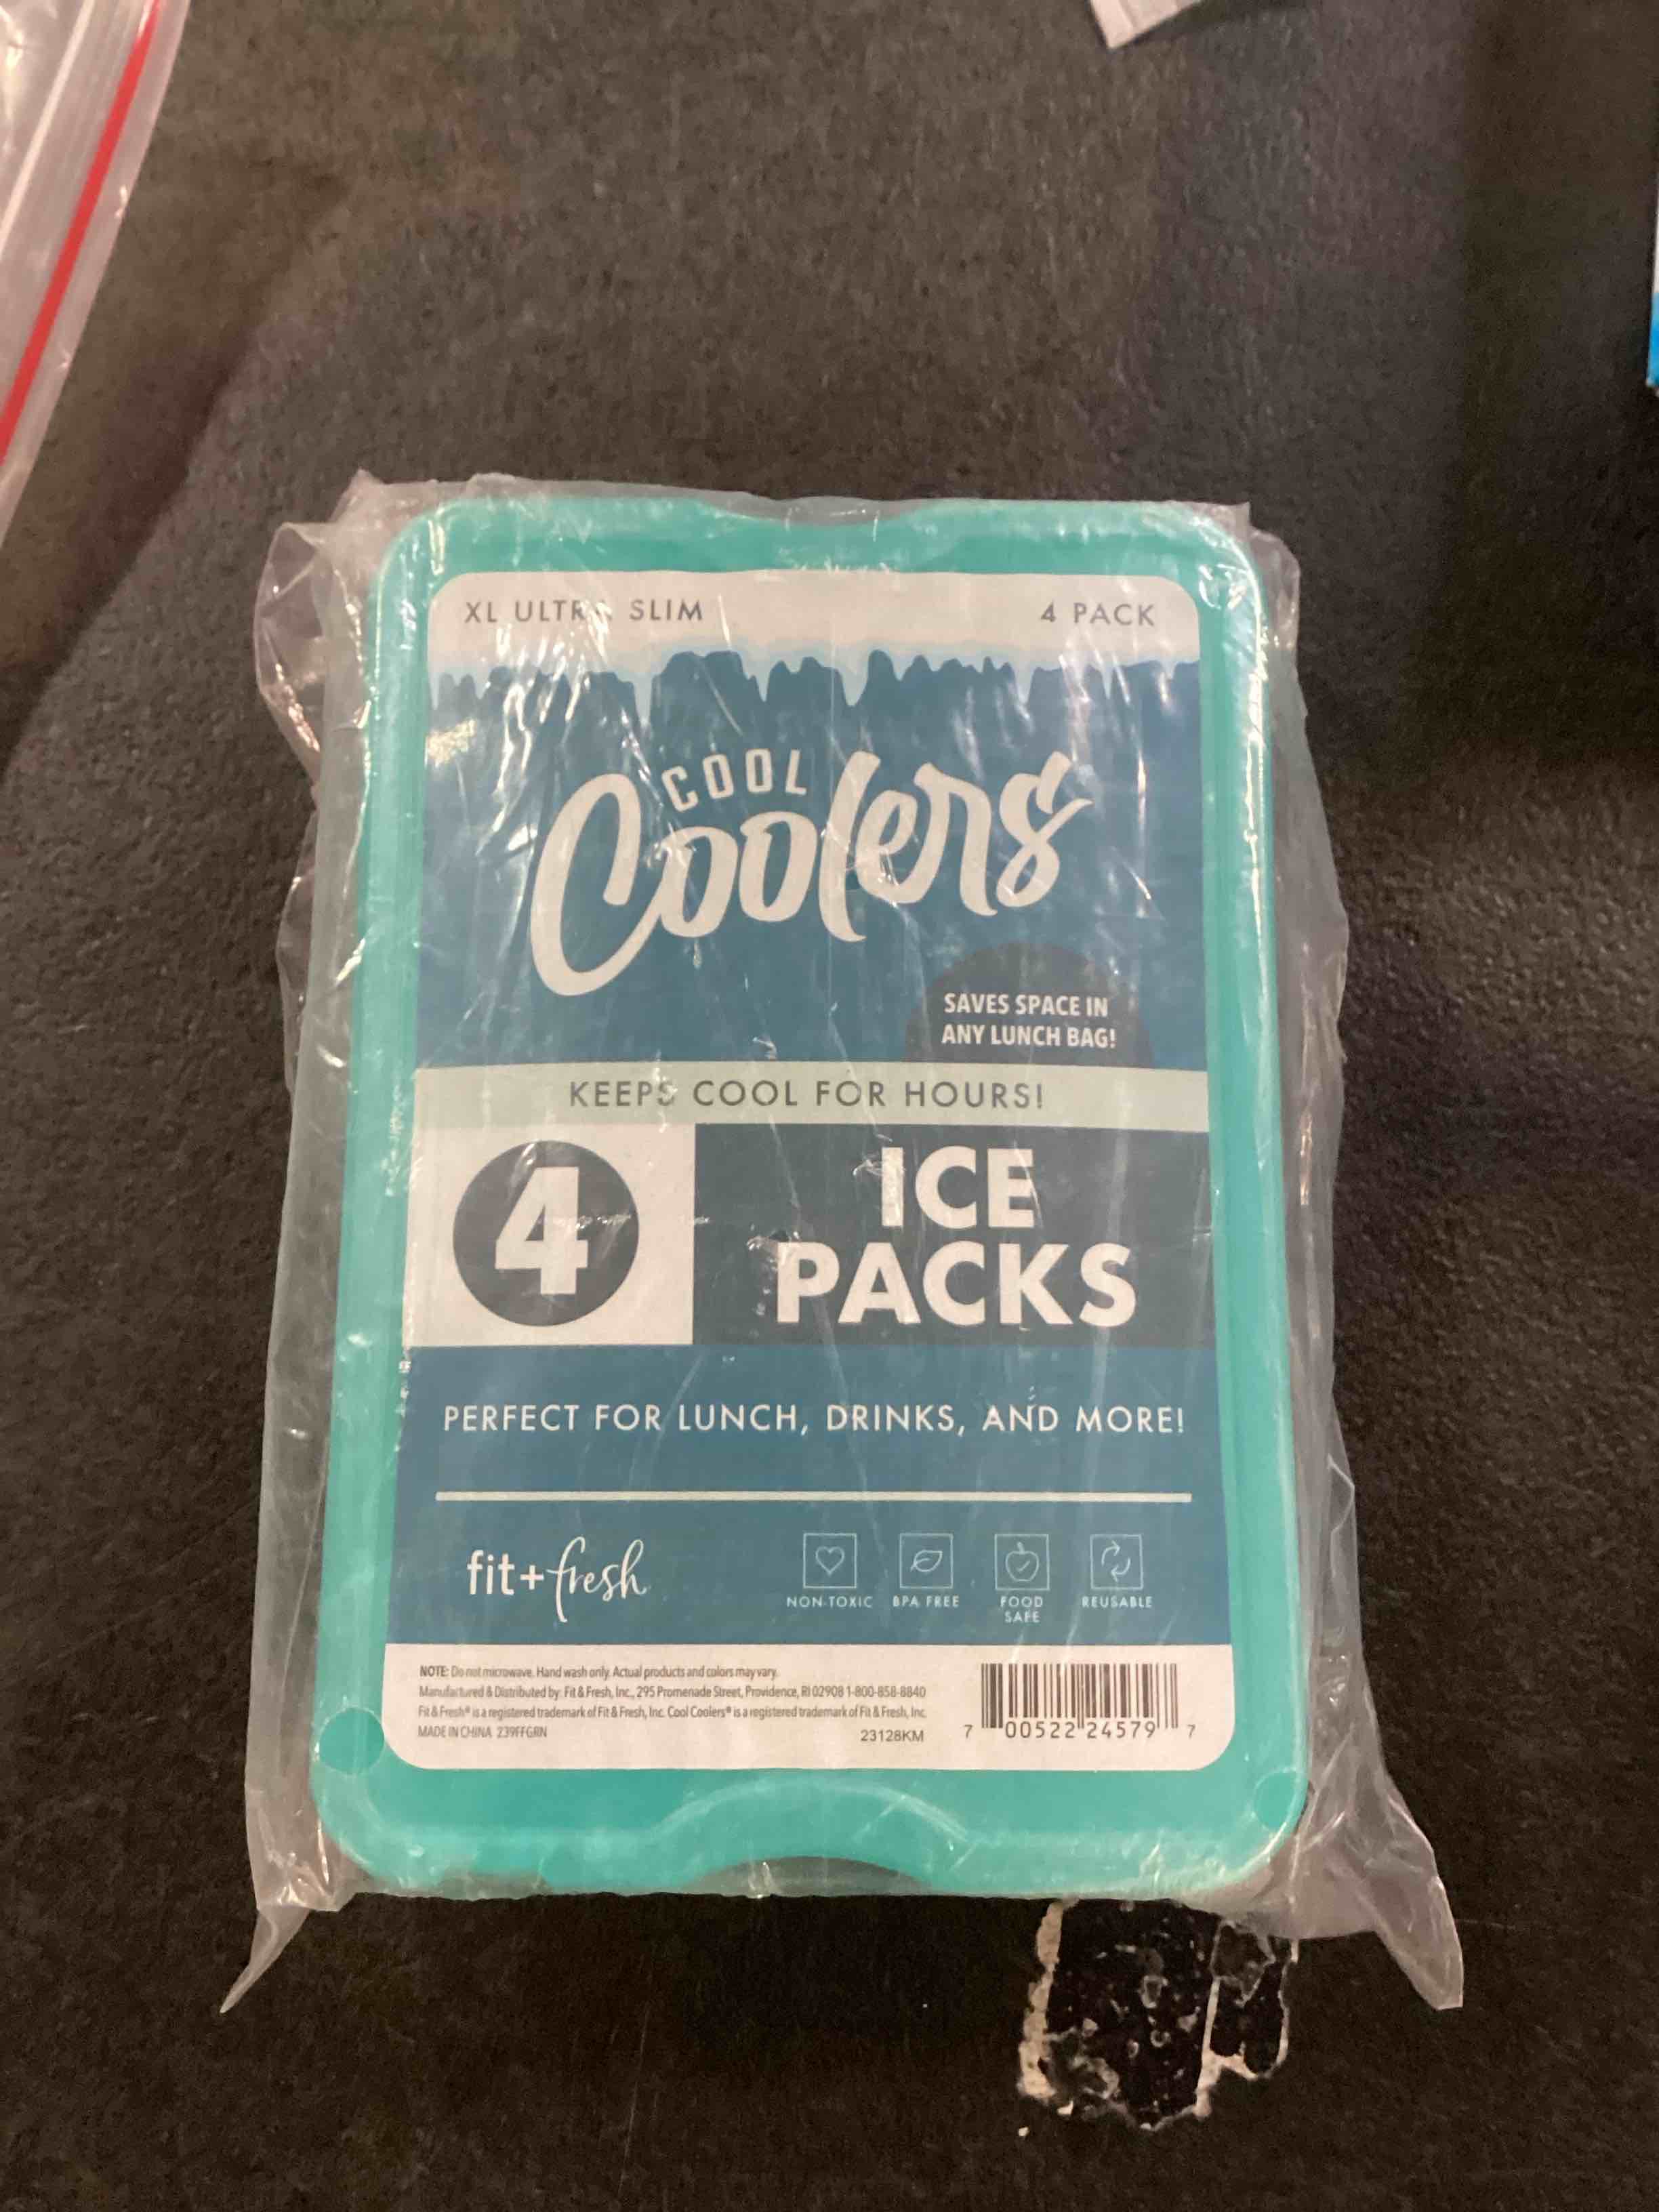 XL ULTRA SLIM 4 PACK
COOL
Coolers
SAVES SPACE IN
ANY LUNCH BAG!
KEEPS COOL FOR HOURS!
4
ICE
PACKS
PERFECT FOR LUNCH, DRINKS, AND MORE!
fit+fresh
NON-TOXIC BPA FREE FOOD SAFE REUSABLE
NOTE: Do not microwave. Hand wash only. Actual products and colors may vary.
Manufactured & Distributed by: Fit & Fresh, Inc., 295 Promenade Street, Providence, RI 02908 1-800-858-8840
Fit & Fresh® is a registered trademark of Fit & Fresh, Inc. Cool Coolers® is a registered trademark of Fit & Fresh, Inc.
MADE IN CHINA 239FFGRN 23128KM
7 00522 24579 7